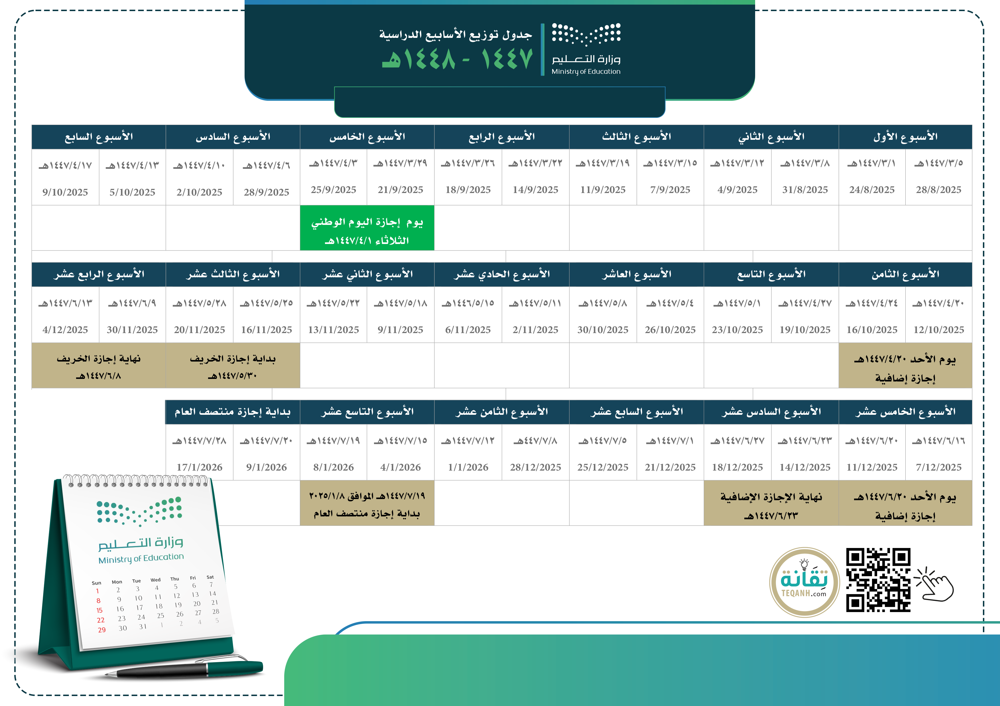 وزارة التعليم
Ministry of Education
جدول توزيع الأسابيع الدراسية
١٤٤٧ - ١٤٤٨هـ
الأسبوع الأول الأسبوع الثاني الأسبوع الثالث الأسبوع الرابع الأسبوع الخامس الأسبوع السادس الأسبوع السابع
١٤٤٧/٣/٥هـ ١٤٤٧/٣/١هـ ١٤٤٧/٣/٨هـ ١٤٤٧/٣/١٢هـ ١٤٤٧/٣/١٥هـ ١٤٤٧/٣/١٩هـ ١٤٤٧/٣/٢٢هـ ١٤٤٧/٣/٢٦هـ ١٤٤٧/٣/٢٩هـ ١٤٤٧/٤/٣هـ ١٤٤٧/٤/٦هـ ١٤٤٧/٤/١٠هـ ١٤٤٧/٤/١٣هـ ١٤٤٧/٤/١٧هـ
28/8/2025 24/8/2025 31/8/2025 4/9/2025 7/9/2025 11/9/2025 14/9/2025 18/9/2025 21/9/2025 25/9/2025 28/9/2025 2/10/2025 5/10/2025 9/10/2025
يوم إجازة اليوم الوطني
الثلاثاء ١٤٤٧/٤/١هـ
الأسبوع الثامن الأسبوع التاسع الأسبوع العاشر الأسبوع الحادي عشر الأسبوع الثاني عشر الأسبوع الثالث عشر الأسبوع الرابع عشر
١٤٤٧/٤/٢٠هـ ١٤٤٧/٤/٢٤هـ ١٤٤٧/٤/٢٧هـ ١٤٤٧/٥/١هـ ١٤٤٧/٥/٤هـ ١٤٤٧/٥/٨هـ ١٤٤٧/٥/١١هـ ١٤٤٦/٥/١٥هـ ١٤٤٧/٥/١٨هـ ١٤٤٧/٥/٢٢هـ ١٤٤٧/٥/٢٥هـ ١٤٤٧/٥/٢٨هـ ١٤٤٧/٦/٩هـ ١٤٤٧/٦/١٣هـ
12/10/2025 16/10/2025 19/10/2025 23/10/2025 26/10/2025 30/10/2025 2/11/2025 6/11/2025 9/11/2025 13/11/2025 16/11/2025 20/11/2025 30/11/2025 4/12/2025
يوم الأحد ١٤٤٧/٤/٢٠هـ
إجازة إضافية
بداية إجازة الخريف
١٤٤٧/٥/٣٠هـ
نهاية إجازة الخريف
١٤٤٧/٦/٨هـ
الأسبوع الخامس عشر الأسبوع السادس عشر الأسبوع السابع عشر الأسبوع الثامن عشر الأسبوع التاسع عشر بداية إجازة منتصف العام
١٤٤٧/٦/١٦هـ ١٤٤٧/٦/٢٠هـ ١٤٤٧/٦/٢٣هـ ١٤٤٧/٦/٢٧هـ ١٤٤٧/٧/١هـ ١٤٤٧/٧/٥هـ ٤٤٧/٧/٨هـ ١٤٤٧/٧/١٢هـ ١٤٤٧/٧/١٥هـ ١٤٤٧/٧/١٩هـ ١٤٤٧/٧/٢٠هـ ١٤٤٧/٧/٢٨هـ
7/12/2025 11/12/2025 14/12/2025 18/12/2025 21/12/2025 25/12/2025 28/12/2025 1/1/2026 4/1/2026 8/1/2026 9/1/2026 17/1/2026
يوم الأحد ١٤٤٧/٦/٢٠هـ
إجازة إضافية
نهاية الإجازة الإضافية
١٤٤٧/٦/٢٣هـ
١٤٤٧/٧/١٩هـ الموافق ٢٠٢٥/١/٨
بداية إجازة منتصف العام
وزارة التعليم
Ministry of Education
Sun Mon Tue Wed Thu Fri Sat
1 2 3 4 5 6 7
8 9 10 11 12 13 14
15 16 17 18 19 20 21
22 23 24 25 26 27 28
29 30 31 1 2 4 5
تِقَانة
TEQANH.com